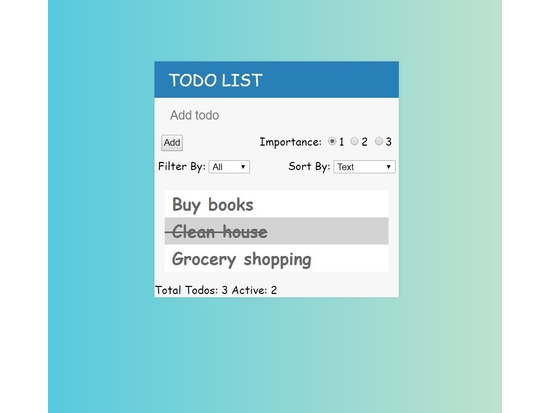 TODO LIST
Add todo
Add Importance: 1 2 3
Filter By: All Sort By: Text
Buy books
Clean house
Grocery shopping
Total Todos: 3 Active: 2